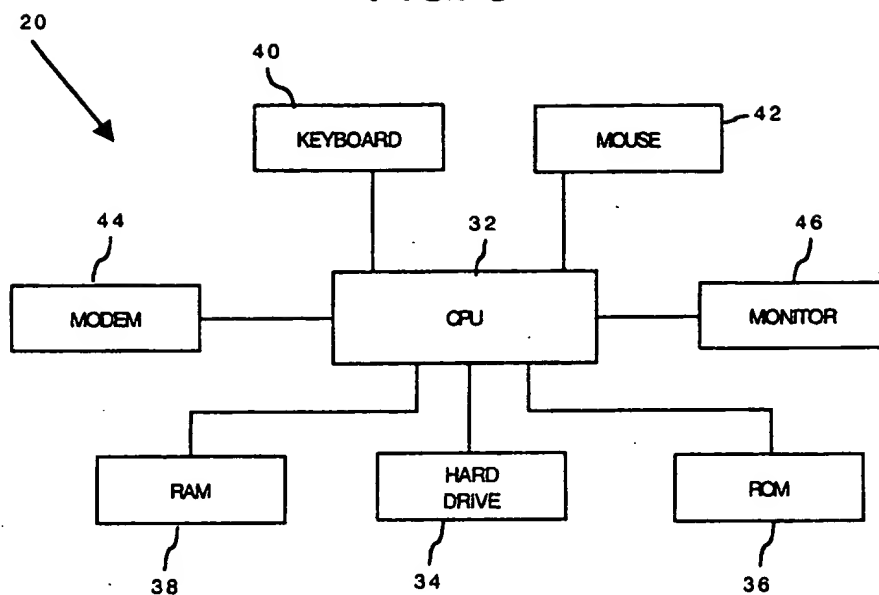 20
40
KEYBOARD
MOUSE
42
44
32
46
MODEM
CPU
MONITOR
RAM
HARD
DRIVE
ROM
38
34
36